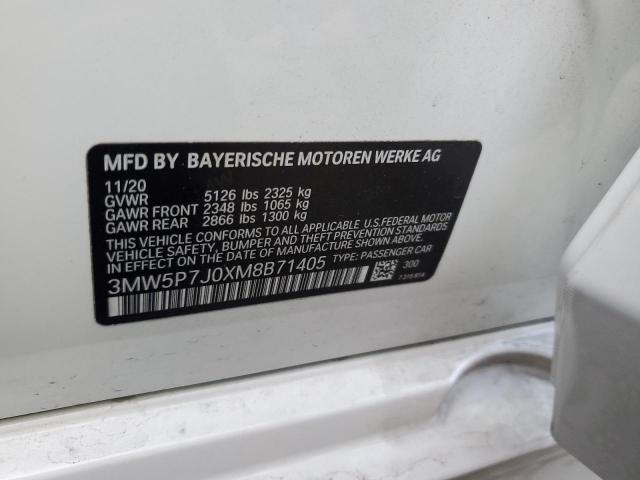 MFD BY BAYERISCHE MOTOREN WERKE AG
11/20
GVWR 5126 lbs 2325 kg
GAWR FRONT 2348 lbs 1065 kg
GAWR REAR 2866 lbs 1300 kg
THIS VEHICLE CONFORMS TO ALL APPLICABLE U.S.FEDERAL MOTOR
VEHICLE SAFETY, BUMPER, AND THEFT PREVENTION STANDARDS
IN EFFECT ON THE DATE OF MANUFACTURE SHOWN ABOVE.
3MW5P7J0XM8B71405 TYPE: PASSENGER CAR
300